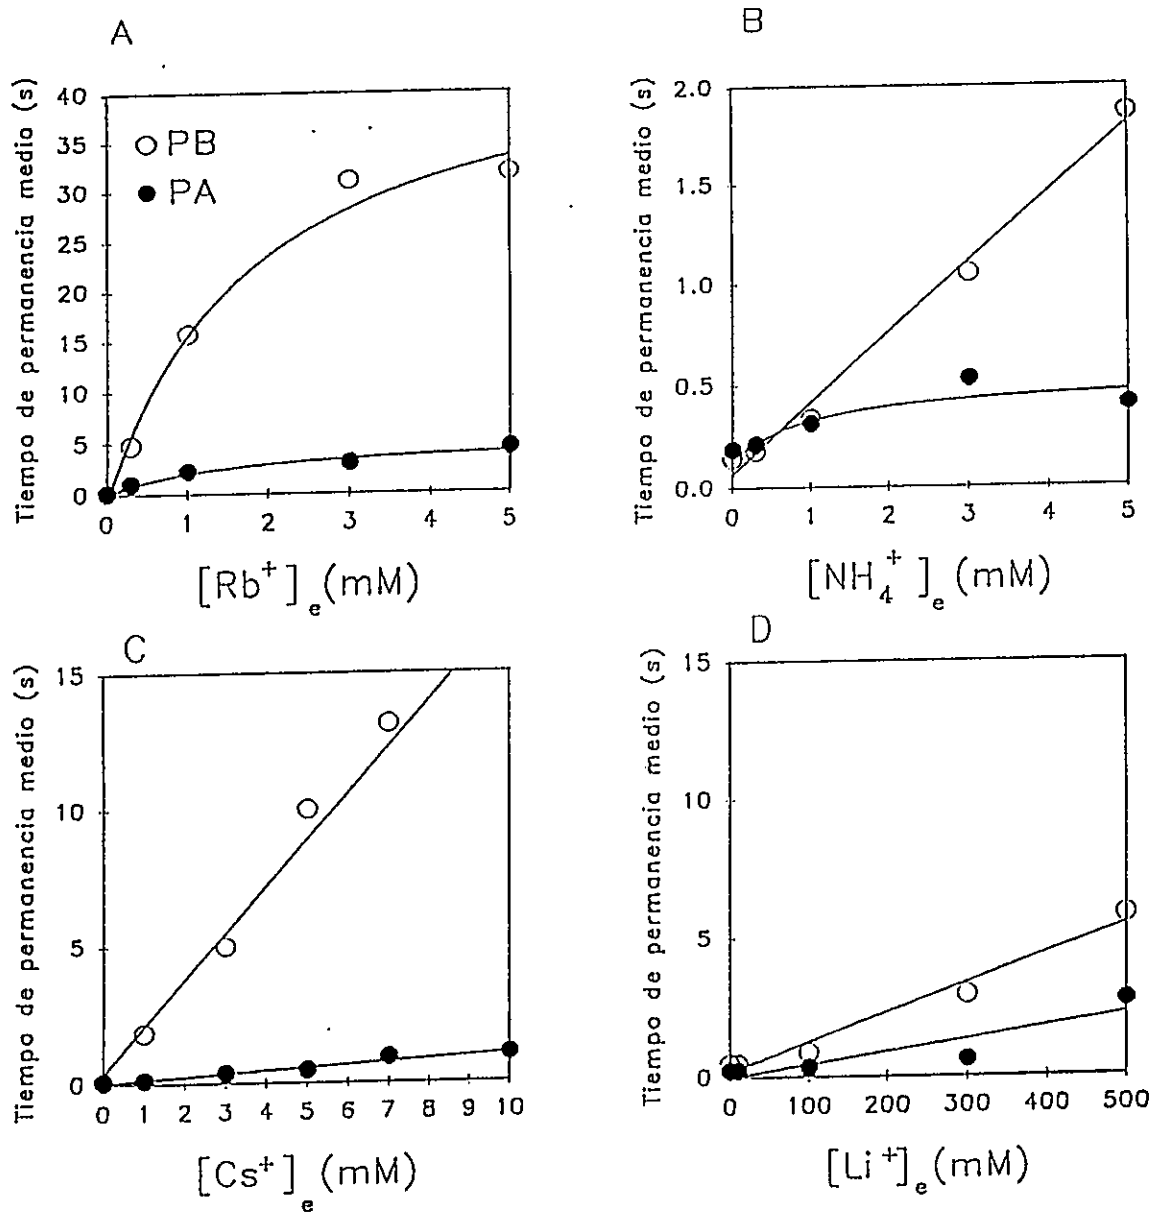 A
Tiempo de permanencia medio (s)
40
35
30
25
20
15
10
5
0
PB
PA
0 1 2 3 4 5
[Rb⁺]ₑ (mM)
B
Tiempo de permanencia medio (s)
2.0
1.5
1.0
0.5
0.0
0 1 2 3 4 5
[NH₄⁺]ₑ (mM)
C
Tiempo de permanencia medio (s)
15
10
5
0
0 1 2 3 4 5 6 7 8 9 10
[Cs⁺]ₑ (mM)
D
Tiempo de permanencia medio (s)
15
10
5
0
0 100 200 300 400 500
[Li⁺]ₑ (mM)